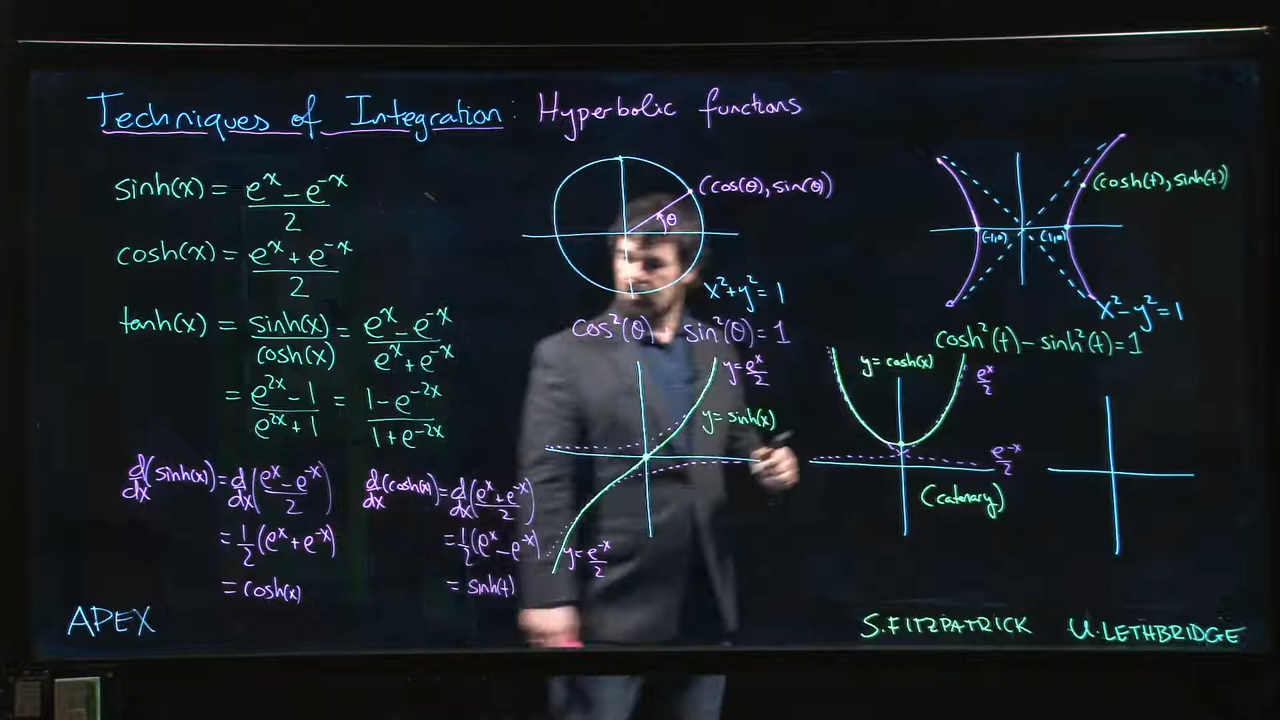 Techniques of Integration: Hyperbolic functions
sinh(x) = (e^x - e^-x)/2
cosh(x) = (e^x + e^-x)/2
tanh(x) = sinh(x)/cosh(x) = (e^x - e^-x)/(e^x + e^-x)
= (e^2x - 1)/(e^2x + 1) = (1 - e^-2x)/(1 + e^-2x)
d/dx(sinh(x)) = d/dx((e^x - e^-x)/2)
= 1/2(e^x + e^-x)
= cosh(x)
d/dx(cosh(x)) = d/dx((e^x + e^-x)/2)
= 1/2(e^x - e^-x)
= sinh(t)
(cos(θ), sin(θ))
θ
x²+y²=1
cos²(θ) sin²(θ)=1
y=e^x/2
y=sinh(x)
y=e^-x/2
(cosh(t), sinh(t))
(-1,0) (1,0)
x²-y²=1
cosh²(t)-sinh²(t)=1
y=cosh(x)
e^x/2
e^-x/2
(catenary)
APEX
S.FITZPATRICK U.LETHBRIDGE